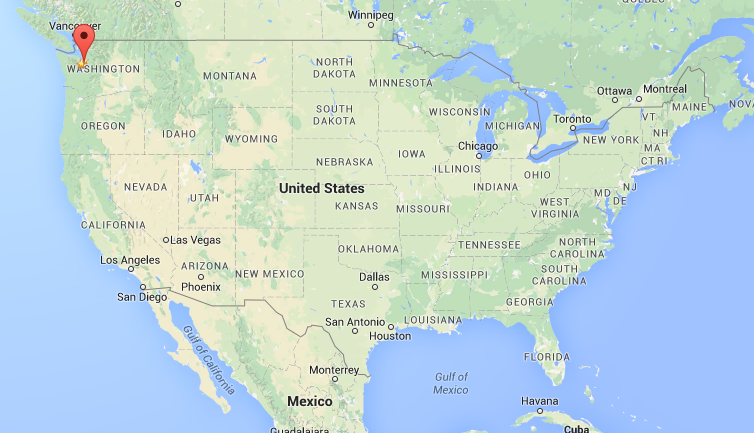 Winnipeg
Vancouver
WASHINGTON
MONTANA
NORTH
DAKOTA
MINNESOTA
QUEBEC
Ottawa
Montreal
MAINE
NOV
OREGON
IDAHO
WYOMING
SOUTH
DAKOTA
WISCONSIN
MICHIGAN
Toronto
VT
NH
NEW YORK
MA
CT RI
Chicago
IOWA
NEBRASKA
ILLINOIS
INDIANA
OHIO
NEVADA
UTAH
United States
KANSAS
MISSOURI
WEST
VIRGINIA
MD
NJ
DE
CALIFORNIA
Las Vegas
OKLAHOMA
TENNESSEE
NORTH
CAROLINA
Los Angeles
ARIZONA
NEW MEXICO
Dallas
MISSISSIPPI
SOUTH
CAROLINA
San Diego
Phoenix
TEXAS
GEORGIA
San Antonio
Houston
LOUISIANA
Gulf of California
FLORIDA
Monterrey
Gulf of
Mexico
Mexico
Havana
Cuba
Guadalajara